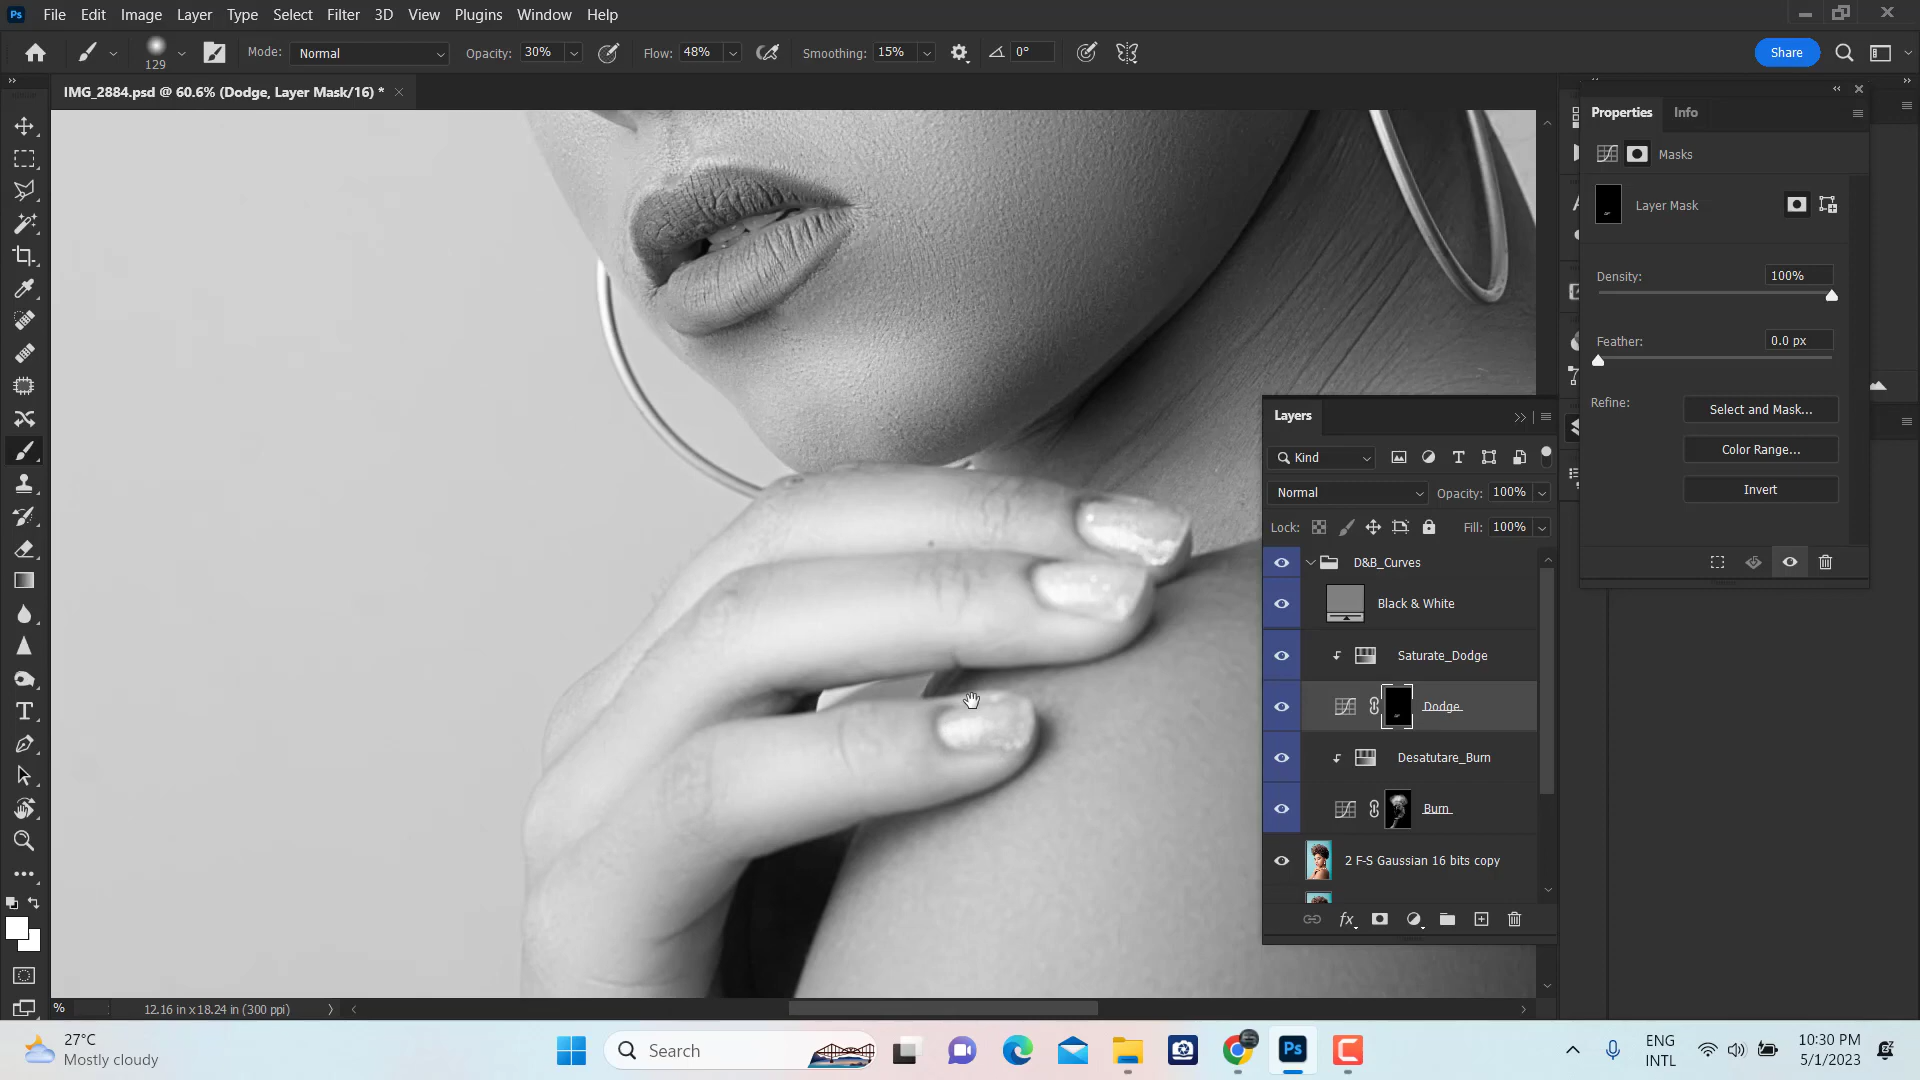 Ps File Edit Image Layer Type Select Filter 3D View Plugins Window Help
129 Mode: Normal Opacity: 30% Flow: 48% Smoothing: 15% 0° Share
IMG_2884.psd @ 60.6% (Dodge, Layer Mask/16) *
Properties Info
Masks
Layer Mask
Density: 100%
Feather: 0.0 px
Refine: Select and Mask...
Color Range...
Invert
Layers
Kind
Normal Opacity: 100%
Lock: Fill: 100%
D&B_Curves
Black & White
Saturate_Dodge
Dodge
Desatutare_Burn
Burn
2 F-S Gaussian 16 bits copy
fx
% 12.16 in x 18.24 in (300 ppi)
27°C
Mostly cloudy
Search
Ps
ENG
INTL
10:30 PM
5/1/2023